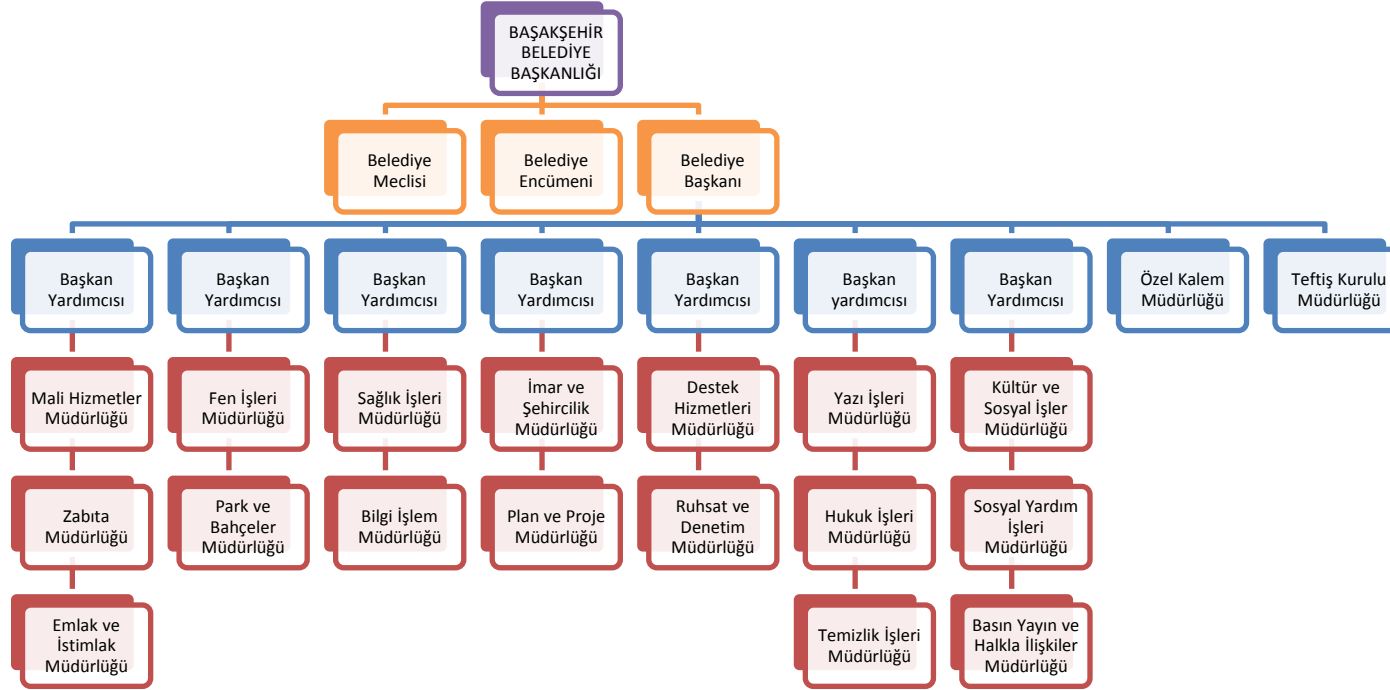 BAŞAKŞEHİR
BELEDİYE
BAŞKANLIĞI
Belediye
Meclisi
Belediye
Encümeni
Belediye
Başkanı
Başkan
Yardımcısı
Başkan
Yardımcısı
Başkan
Yardımcısı
Başkan
Yardımcısı
Başkan
Yardımcısı
Başkan
yardımcısı
Başkan
Yardımcısı
Özel Kalem
Müdürlüğü
Teftiş Kurulu
Müdürlüğü
Mali Hizmetler
Müdürlüğü
Fen İşleri
Müdürlüğü
Sağlık İşleri
Müdürlüğü
İmar ve
Şehircilik
Müdürlüğü
Destek
Hizmetleri
Müdürlüğü
Yazı İşleri
Müdürlüğü
Kültür ve
Sosyal İşler
Müdürlüğü
Zabıta
Müdürlüğü
Park ve
Bahçeler
Müdürlüğü
Bilgi İşlem
Müdürlüğü
Plan ve Proje
Müdürlüğü
Ruhsat ve
Denetim
Müdürlüğü
Hukuk İşleri
Müdürlüğü
Sosyal Yardım
İşleri
Müdürlüğü
Emlak ve
İstimlak
Müdürlüğü
Temizlik İşleri
Müdürlüğü
Basın Yayın ve
Halkla İlişkiler
Müdürlüğü